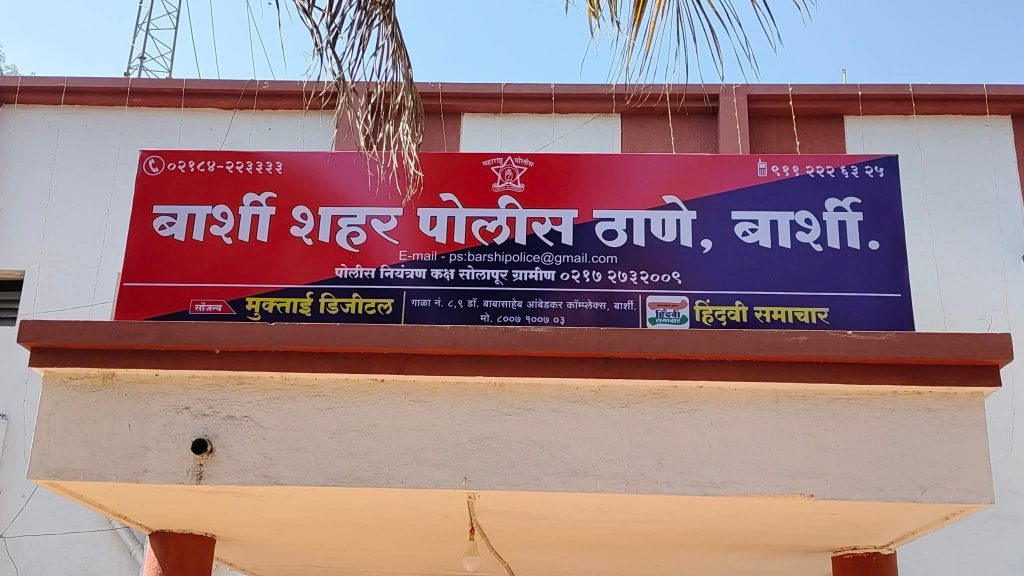 ०२१८४-२२३३३३
महाराष्ट्र पोलीस
९११ २२२ ६३ २५
बार्शी शहर पोलीस ठाणे, बार्शी.
E-mail - ps:barshipolice@gmail.com
पोलीस नियंत्रण कक्ष सोलापूर ग्रामीण ०२१७ २७३२००९
सौजन्य
मुक्ताई डिजीटल
गाळा नं. ८,९ डॉ. बाबासाहेब आंबेडकर कॉम्प्लेक्स, बार्शी.
मो. ८००७ १००७ ०३
हिंदवी
समाचार
हिंदवी समाचार